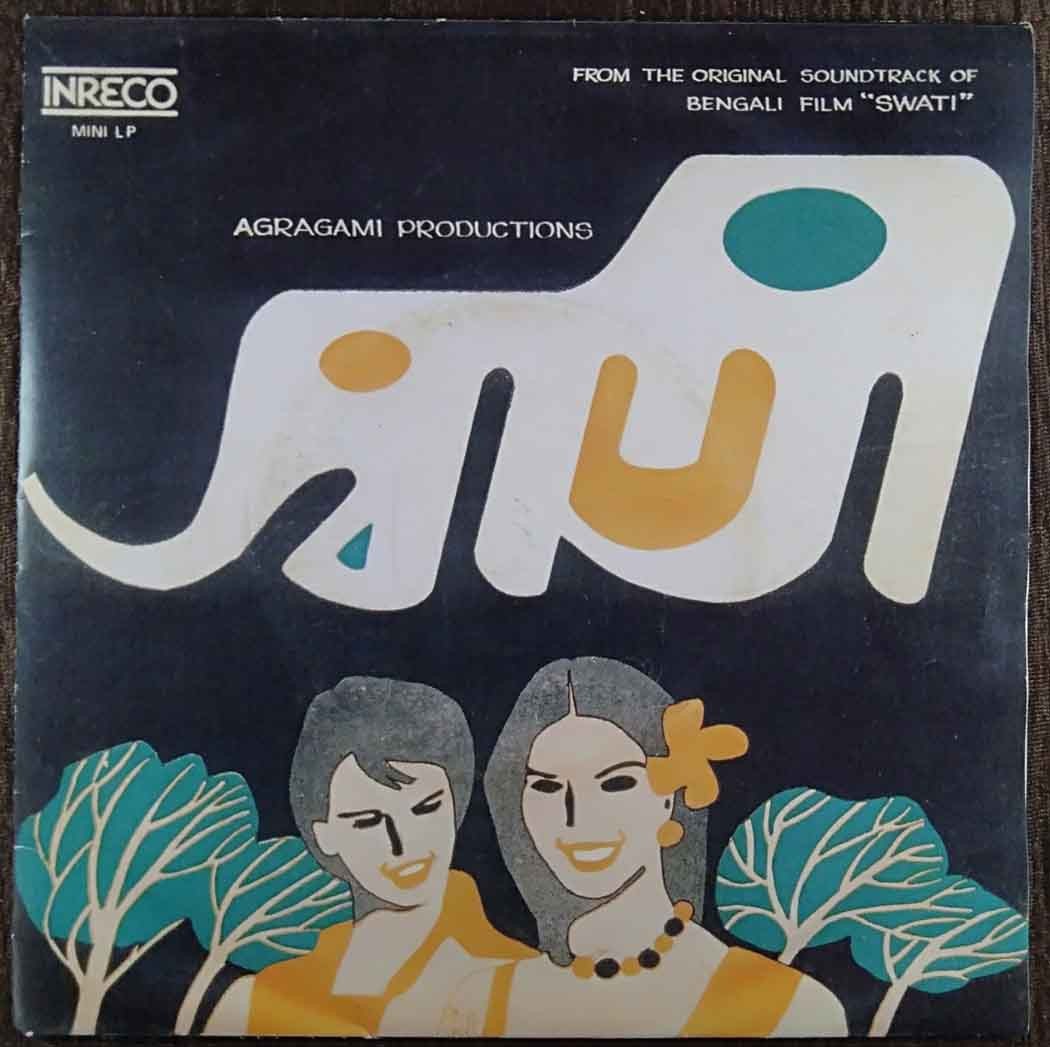 INRECO
MINI LP
FROM THE ORIGINAL SOUNDTRACK OF
BENGALI FILM "SWATI"
AGRAGAMI PRODUCTIONS
স্বাতী